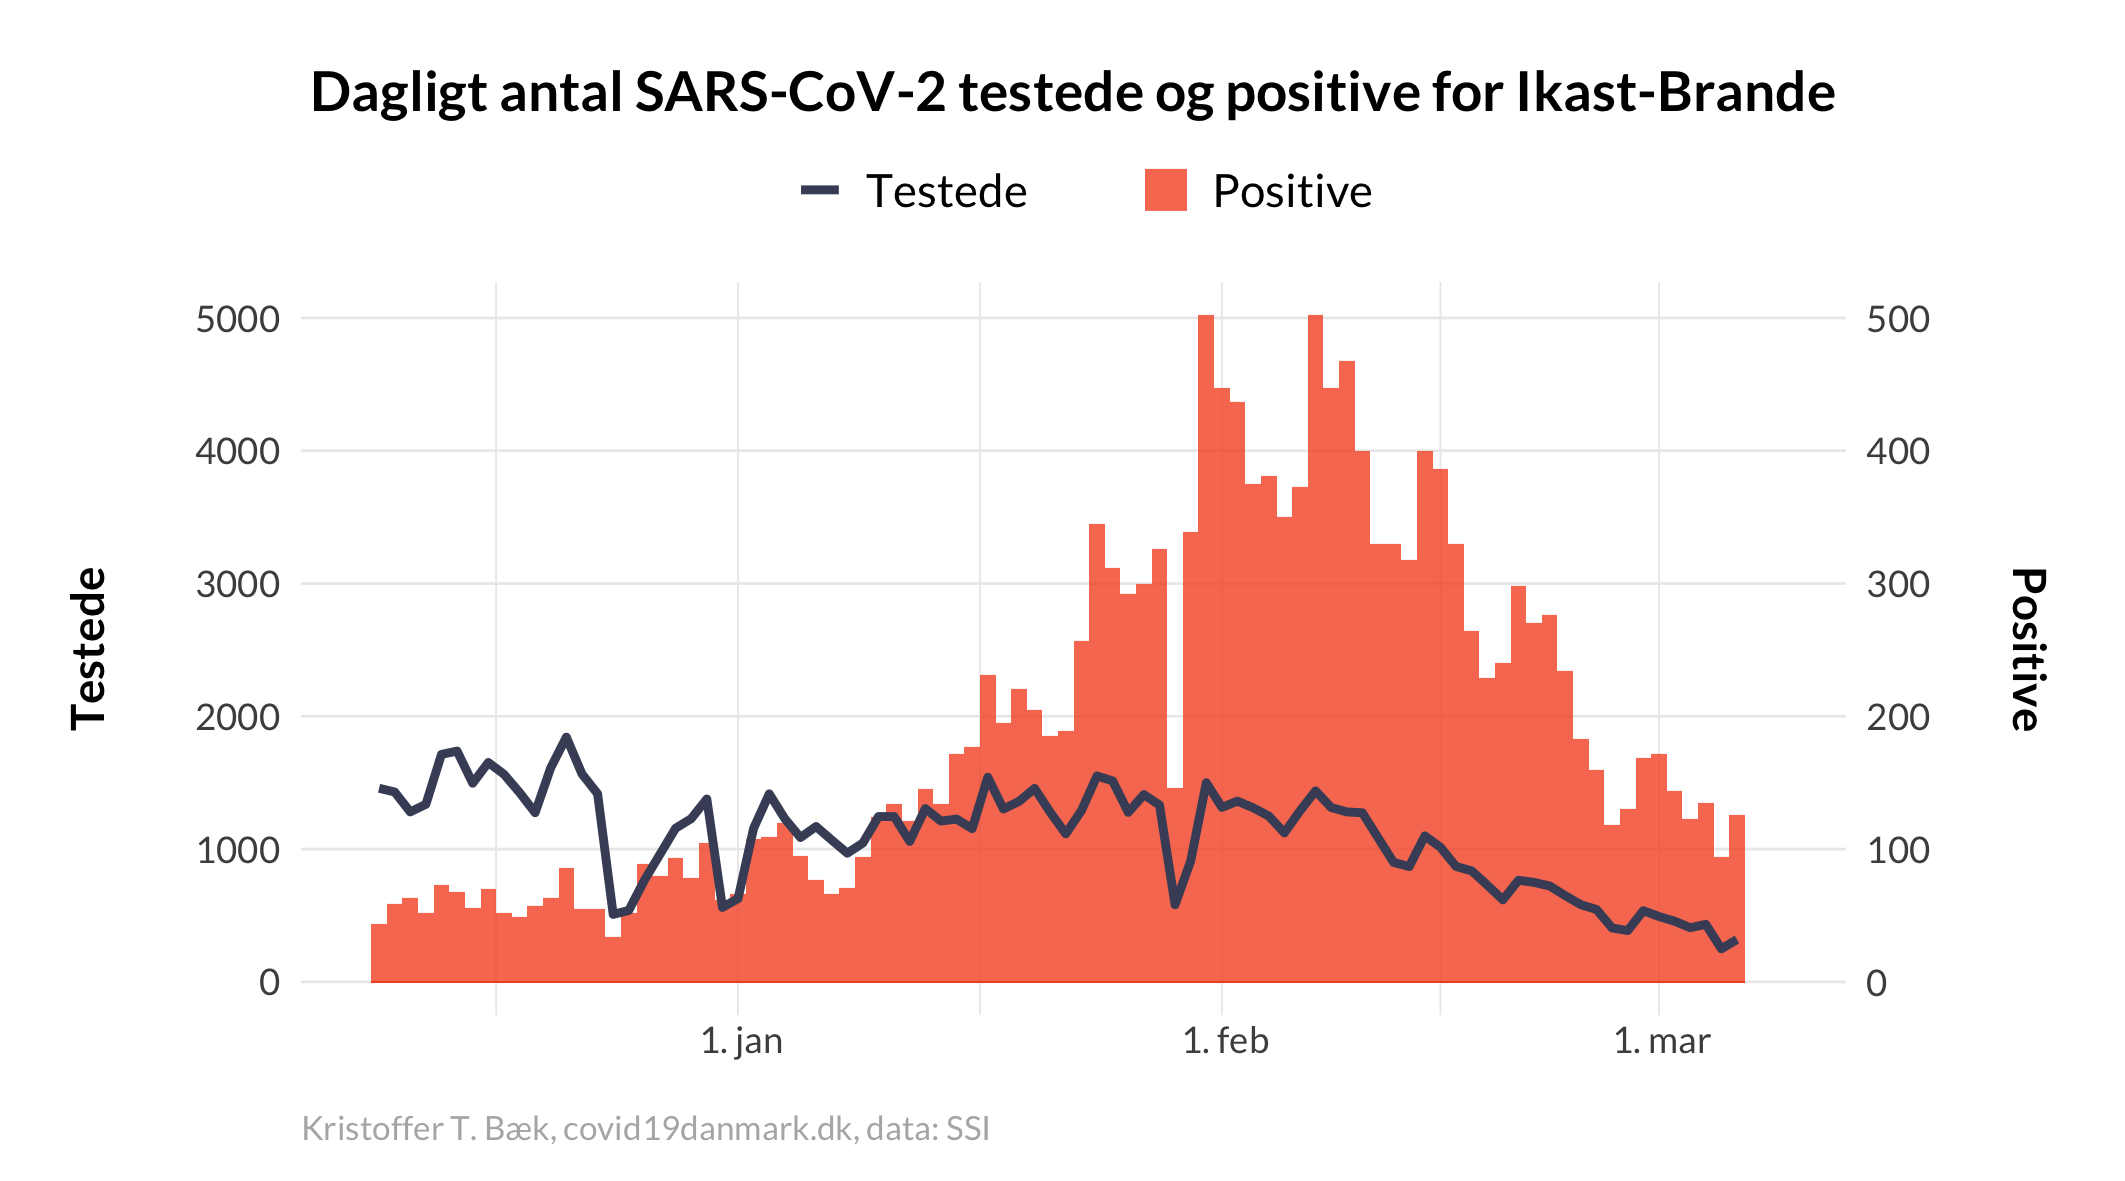 Dagligt antal SARS-CoV-2 testede og positive for Ikast-Brande
Testede
Positive
5000
4000
3000
2000
1000
0
Testede
500
400
300
200
100
0
Positive
1. jan
1. feb
1. mar
Kristoffer T. Bæk, covid19danmark.dk, data: SSI